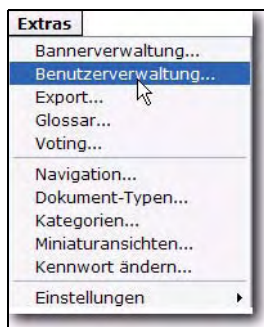 Extras
Bannerverwaltung...
Benutzerverwaltung...
Export...
Glossar...
Voting...
Navigation...
Dokument-Typen...
Kategorien...
Miniaturansichten...
Kennwort ändern...
Einstellungen